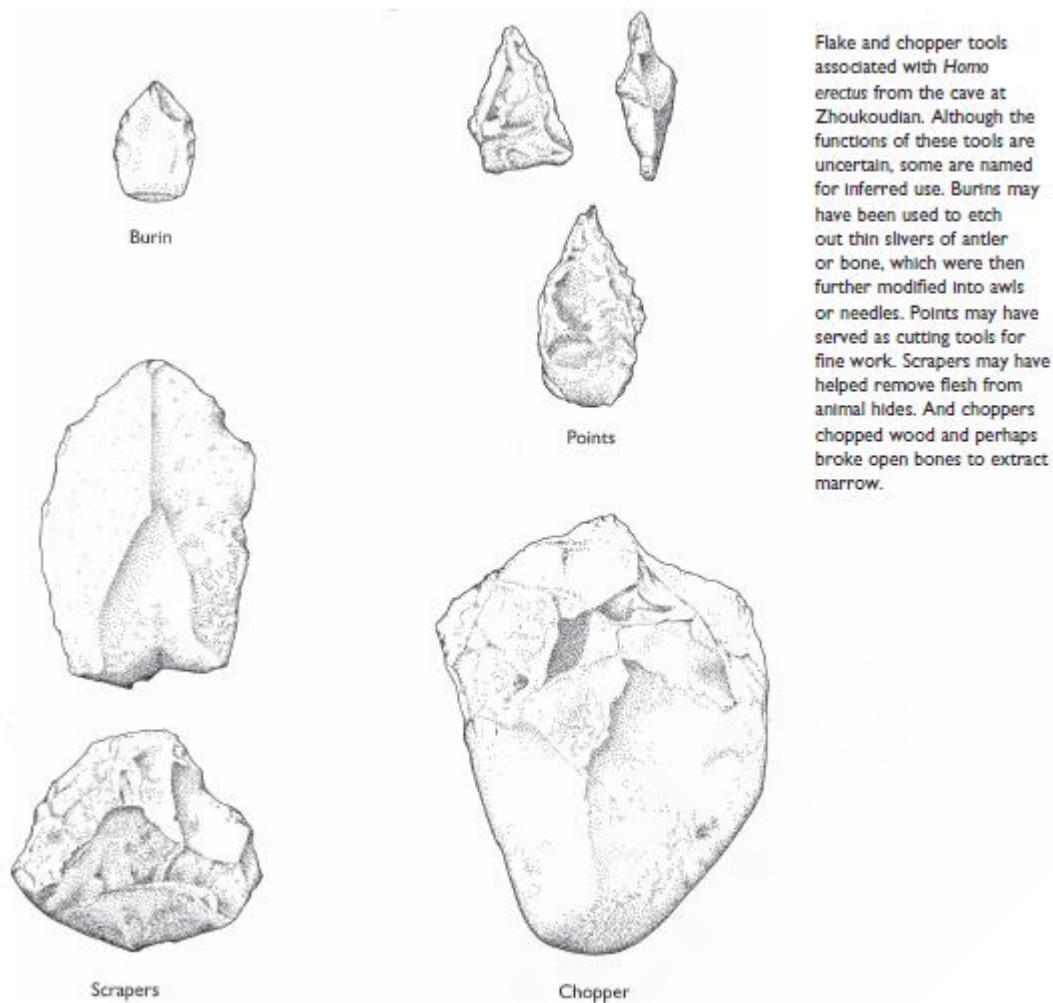 Flake and chopper tools
associated with Homo
erectus from the cave at
Zhoukoudian. Although the
functions of these tools are
uncertain, some are named
for inferred use. Burins may
have been used to etch
out thin slivers of antler
or bone, which were then
further modified into awls
or needles. Points may have
served as cutting tools for
fine work. Scrapers may have
helped remove flesh from
animal hides. And choppers
chopped wood and perhaps
broke open bones to extract
marrow.
Burin
Points
Scrapers
Chopper